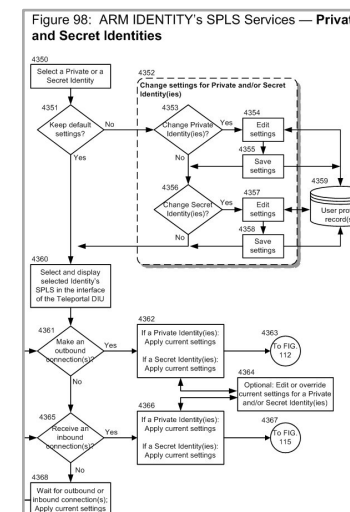 Figure 98: ARM IDENTITY's SPLS Services — Privat
and Secret Identities
4350
Select a Private or a
Secret Identity
4351
Keep default
settings?
No
Yes
4352
Change settings for Private and/or Secret
Identity(ies)
4353
Change Private
Identity(ies)?
Yes
No
4354
Edit
settings
4355
Save
settings
4356
Change Secret
Identity(ies)?
Yes
No
4357
Edit
settings
4358
Save
settings
4359
User prof
record(s
4360
Select and display
selected Identity's
SPLS in the interface
of the Teleportal DIU
4361
Make an
outbound
connection(s)?
Yes
No
4362
If a Private Identity(ies):
Apply current settings
If a Secret Identity(ies):
Apply current settings
4363
To FIG.
112
4364
Optional: Edit or override
current settings for a Private
and/or Secret Identity(ies)
4365
Receive an
inbound
connection(s)?
Yes
No
4366
If a Private Identity(ies):
Apply current settings
If a Secret Identity(ies):
Apply current settings
4367
To FIG.
115
4368
Wait for outbound or
inbound connection(s);
Apply current settings